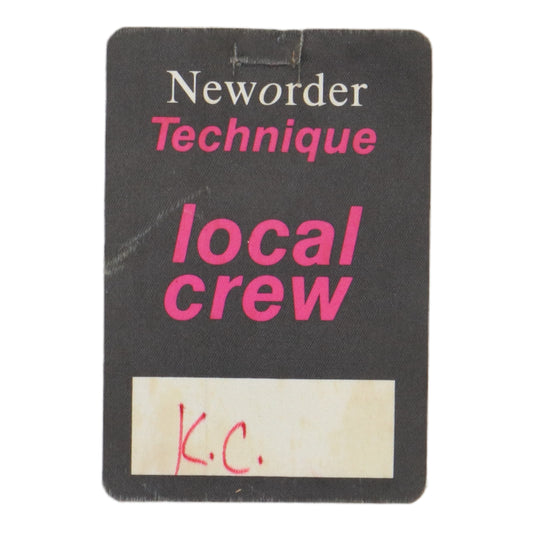 Neworder
Technique
local
crew
K.C.